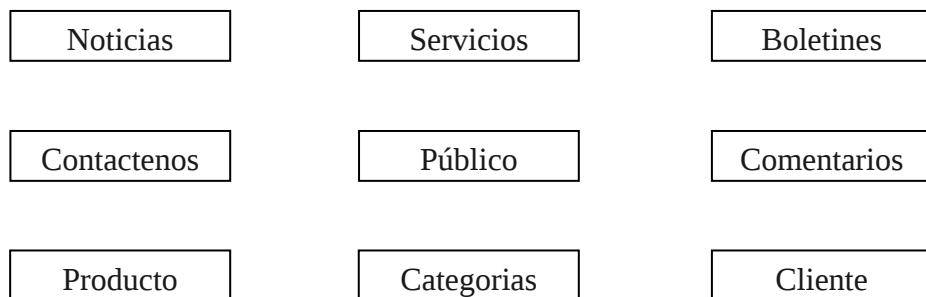 Noticias Servicios Boletines
Contactenos Público Comentarios
Producto Categorias Cliente